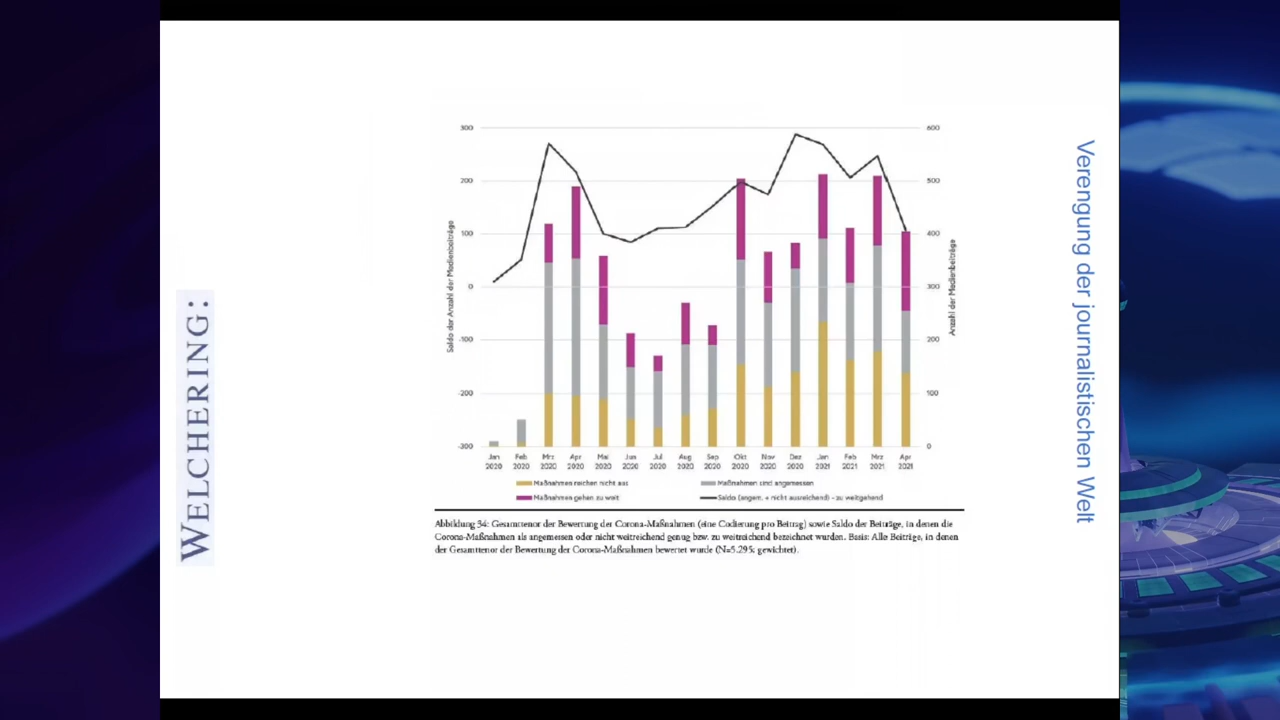 WELCHERING:
Verengung der journalistischen Welt
300
200
100
0
-100
-200
-300
Saldo der Anzahl der Medienbeiträge
600
500
400
300
200
100
0
Anzahl der Medienbeiträge
Jan Feb Mrz Apr Mai Jun Jul Aug Sep Okt Nov Dez Jan Feb Mrz Apr
2020 2020 2020 2020 2020 2020 2020 2020 2020 2020 2020 2020 2021 2021 2021 2021
Maßnahmen reichen nicht aus Maßnahmen sind angemessen
Maßnahmen gehen zu weit Saldo (angem. + nicht ausreichend) - zu weitgehend
Abbildung 34: Gesamttenor der Bewertung der Corona-Maßnahmen (eine Codierung pro Beitrag) sowie Saldo der Beiträge, in denen die
Corona-Maßnahmen als angemessen oder nicht weitreichend genug bzw. zu weitreichend bezeichnet wurden. Basis: Alle Beiträge, in denen
der Gesamttenor der Bewertung der Corona-Maßnahmen bewertet wurde (N=5.295; gewichtet).